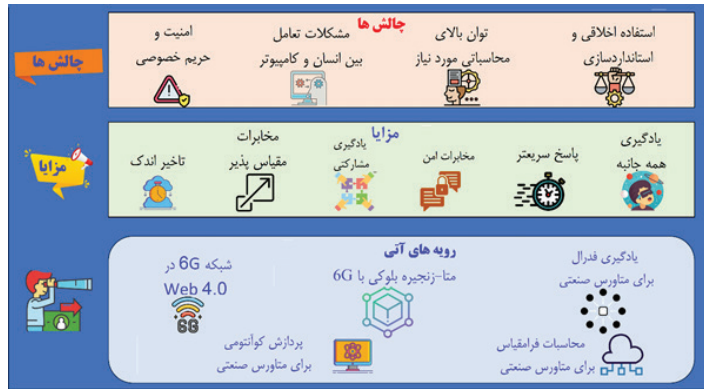 چالش ها
چالش ها
استفاده اخلاقی و
استانداردسازی
توان بالای
محاسباتی مورد نیاز
مشکلات تعامل
بین انسان و کامپیوتر
امنیت و
حریم خصوصی
مزایا
مزایا
یادگیری
همه جانبه
پاسخ سریعتر
مخابرات امن
یادگیری
مشارکتی
مخابرات
مقیاس پذیر
تاخیر اندک
رویه های آتی
یادگیری فدرال
برای متاورس صنعتی
متا-زنجیره بلوکی با 6G
شبکه 6G در
Web 4.0
6G
محاسبات فرامقیاس
برای متاورس صنعتی
پردازش کوآنتومی
برای متاورس صنعتی